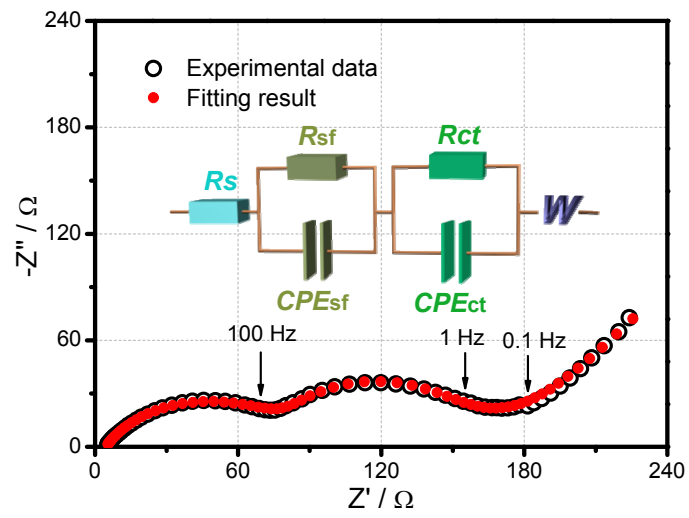 240
180
120
60
0
-Z'' / Ω
Experimental data
Fitting result
Rs
Rsf
CPEsf
Rct
CPEct
W
100 Hz
1 Hz
0.1 Hz
0 60 120 180 240
Z' / Ω